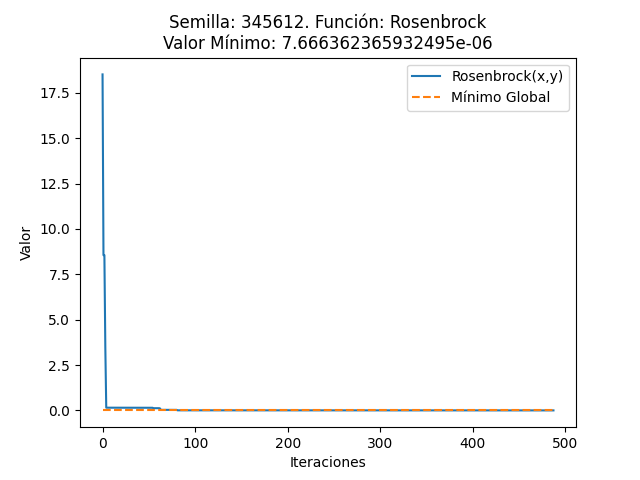 Semilla: 345612. Función: Rosenbrock
Valor Mínimo: 7.666362365932495e-06
Rosenbrock(x,y)
Mínimo Global
17.5
15.0
12.5
10.0
7.5
5.0
2.5
0.0
Valor
0 100 200 300 400 500
Iteraciones